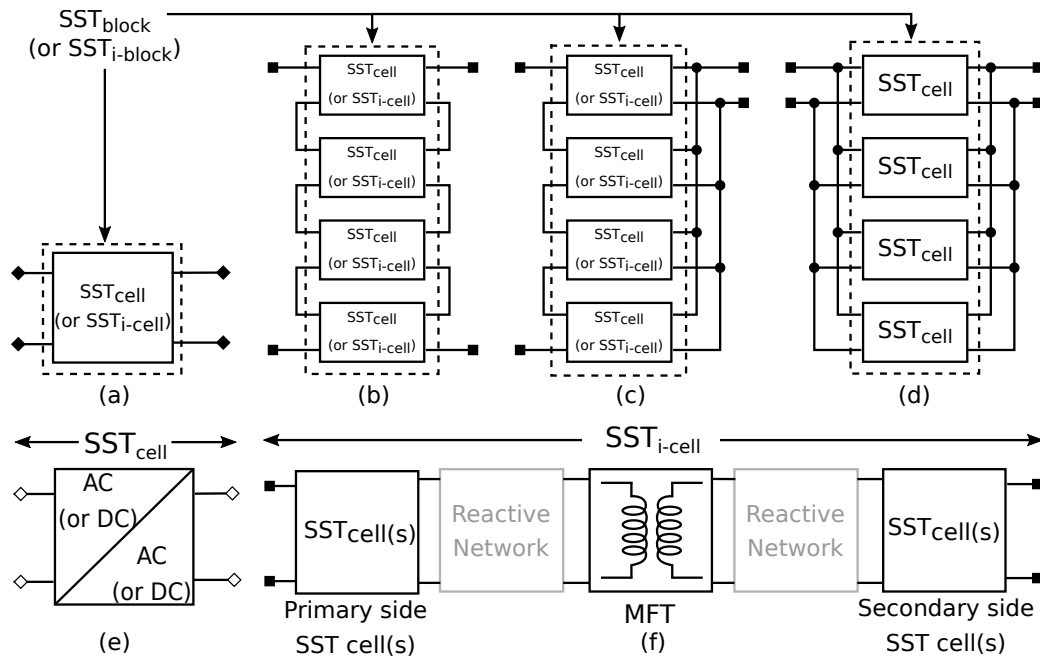 SST_block
(or SST_i-block)
SST_cell
(or SST_i-cell)
(a)
SST_cell
(or SST_i-cell)
SST_cell
(or SST_i-cell)
SST_cell
(or SST_i-cell)
SST_cell
(or SST_i-cell)
(b)
SST_cell
(or SST_i-cell)
SST_cell
(or SST_i-cell)
SST_cell
(or SST_i-cell)
SST_cell
(or SST_i-cell)
(c)
SST_cell
SST_cell
SST_cell
SST_cell
(d)
SST_cell
AC
(or DC)
AC
(or DC)
(e)
SST_i-cell
SST_cell(s)
Primary side
SST cell(s)
Reactive
Network
MFT
Reactive
Network
SST_cell(s)
Secondary side
SST cell(s)
(f)